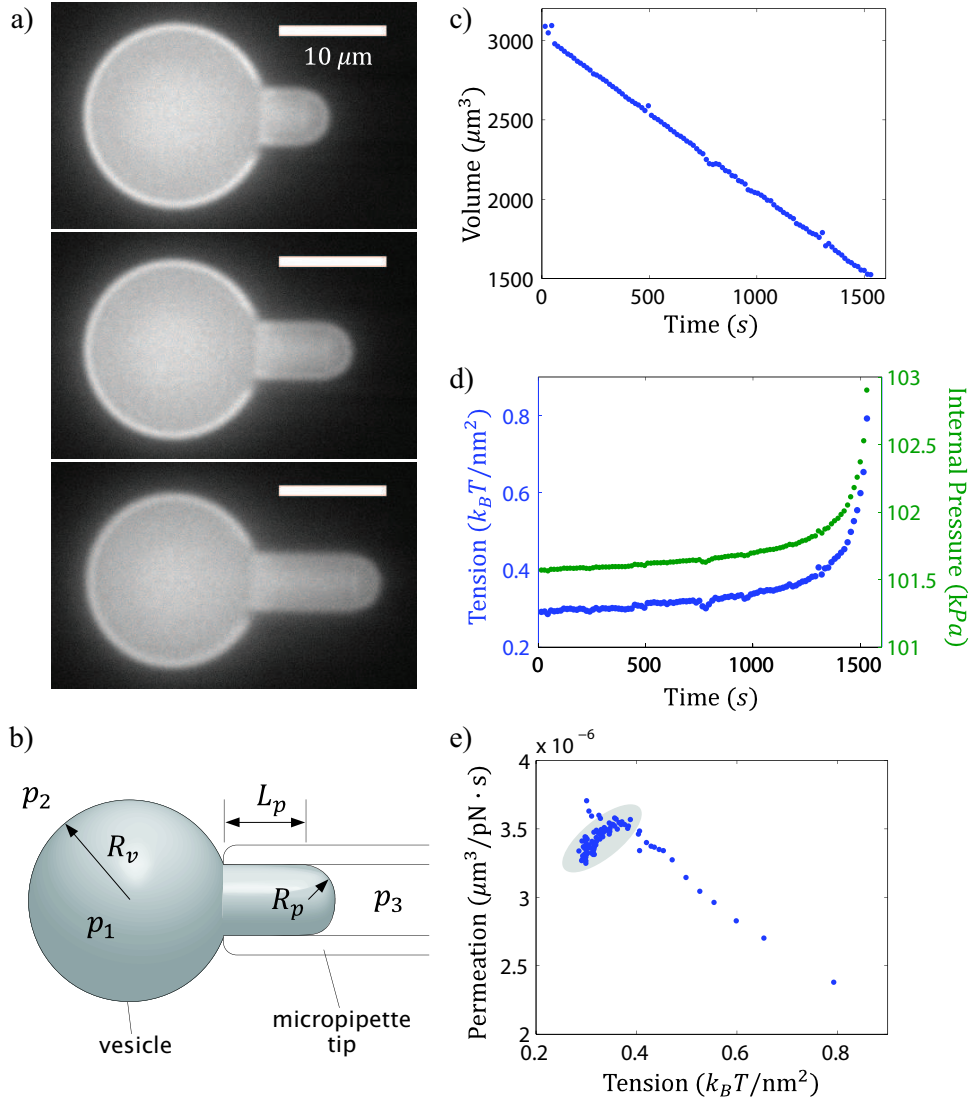 a)
10 μm
b)
p₂
Rᵥ
p₁
Lₚ
Rₚ
p₃
vesicle
micropipette
tip
c)
Volume (μm³)
3000
2500
2000
1500
0 500 1000 1500
Time (s)
d)
Tension (k_BT/nm²)
0.8
0.6
0.4
0.2
103
102.5
102
101.5
101
Internal Pressure (kPa)
0 500 1000 1500
Time (s)
e)
x 10⁻⁶
Permeation (μm³/pN · s)
4
3.5
3
2.5
2
0.2 0.4 0.6 0.8
Tension (k_BT/nm²)